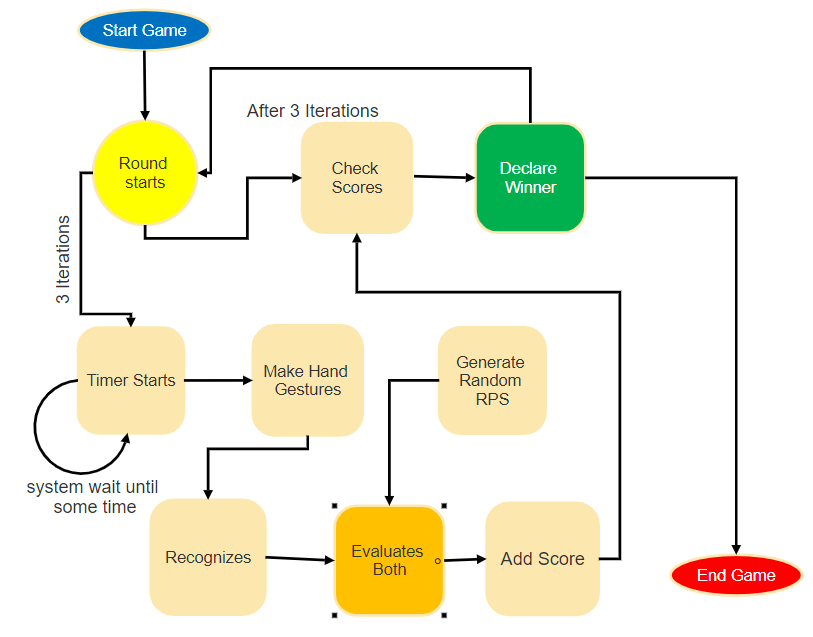 Start Game
After 3 Iterations
Round
starts
Check
Scores
Declare
Winner
3 Iterations
Timer Starts
Make Hand
Gestures
Generate
Random
RPS
system wait until
some time
Recognizes
Evaluates
Both
Add Score
End Game